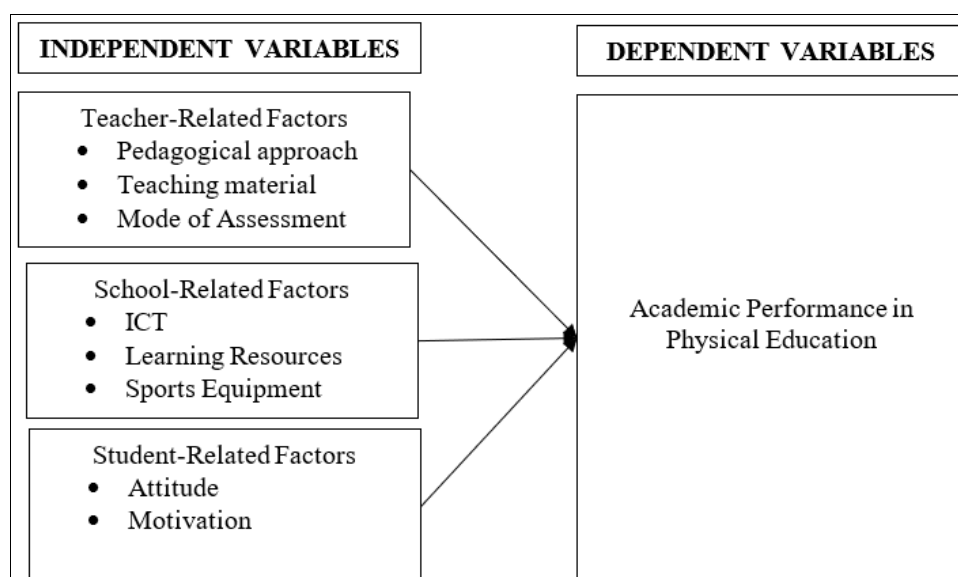 INDEPENDENT VARIABLES
Teacher-Related Factors
• Pedagogical approach
• Teaching material
• Mode of Assessment
School-Related Factors
• ICT
• Learning Resources
• Sports Equipment
Student-Related Factors
• Attitude
• Motivation
DEPENDENT VARIABLES
Academic Performance in
Physical Education